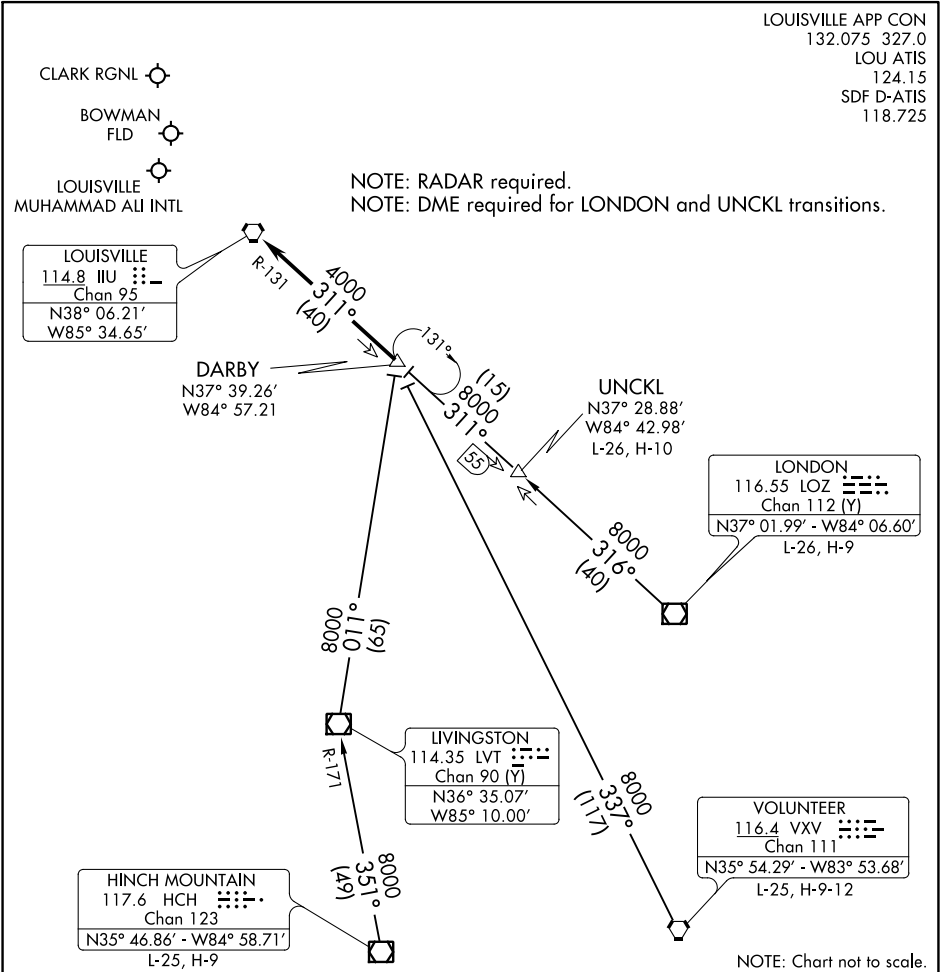 LOUISVILLE APP CON
132.075 327.0
LOU ATIS
124.15
SDF D-ATIS
118.725
CLARK RGNL
BOWMAN
FLD
LOUISVILLE
MUHAMMAD ALI INTL
NOTE: RADAR required.
NOTE: DME required for LONDON and UNCKL transitions.
LOUISVILLE
114.8 IIU
Chan 95
N38° 06.21'
W85° 34.65'
R-131
4000
311°
(40)
DARBY
N37° 39.26'
W84° 57.21
131°
(15)
8000
311°
55
UNCKL
N37° 28.88'
W84° 42.98'
L-26, H-10
LONDON
116.55 LOZ
Chan 112 (Y)
N37° 01.99' - W84° 06.60'
L-26, H-9
8000
316°
(40)
8000
011°
(65)
LIVINGSTON
114.35 LVT
Chan 90 (Y)
N36° 35.07'
W85° 10.00'
R-171
8000
337°
(117)
VOLUNTEER
116.4 VXV
Chan 111
N35° 54.29' - W83° 53.68'
L-25, H-9-12
8000
351°
(49)
HINCH MOUNTAIN
117.6 HCH
Chan 123
N35° 46.86' - W84° 58.71'
L-25, H-9
NOTE: Chart not to scale.